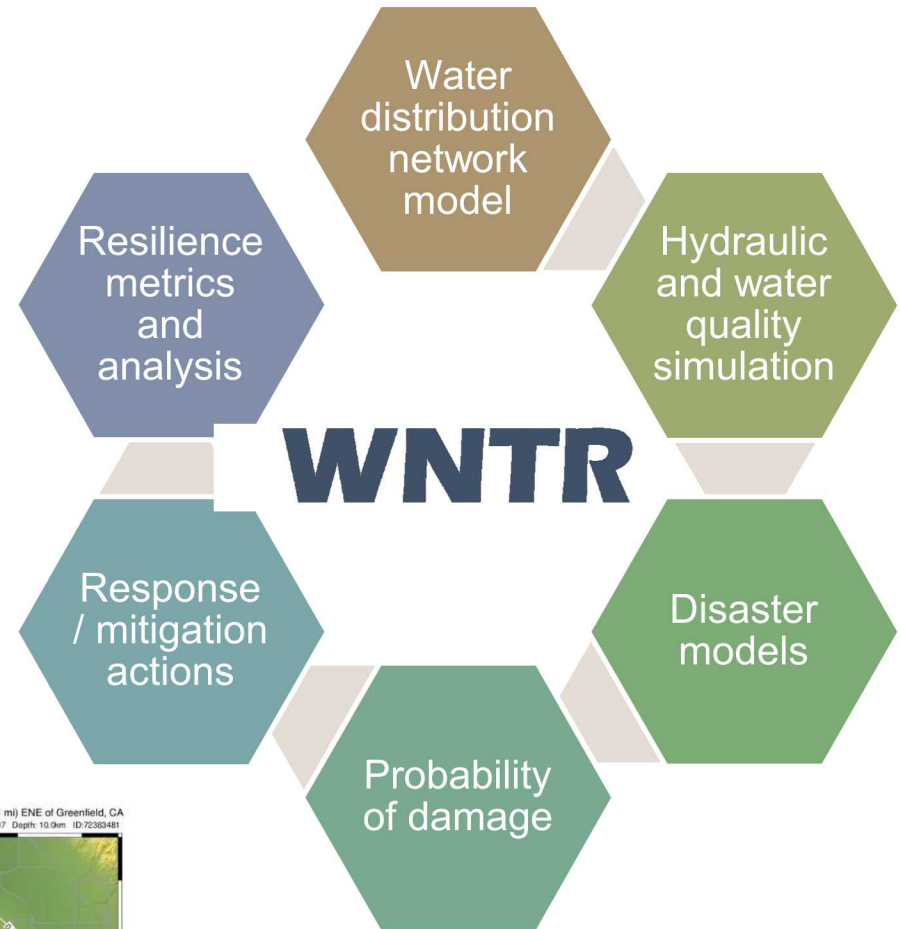 Water
distribution
network
model
Resilience
metrics
and
analysis
Hydraulic
and water
quality
simulation
WNTR
Response
/ mitigation
actions
Disaster
models
Probability
of damage
mi) ENE of Greenfield, CA
Depth: 10.0km ID:72383481